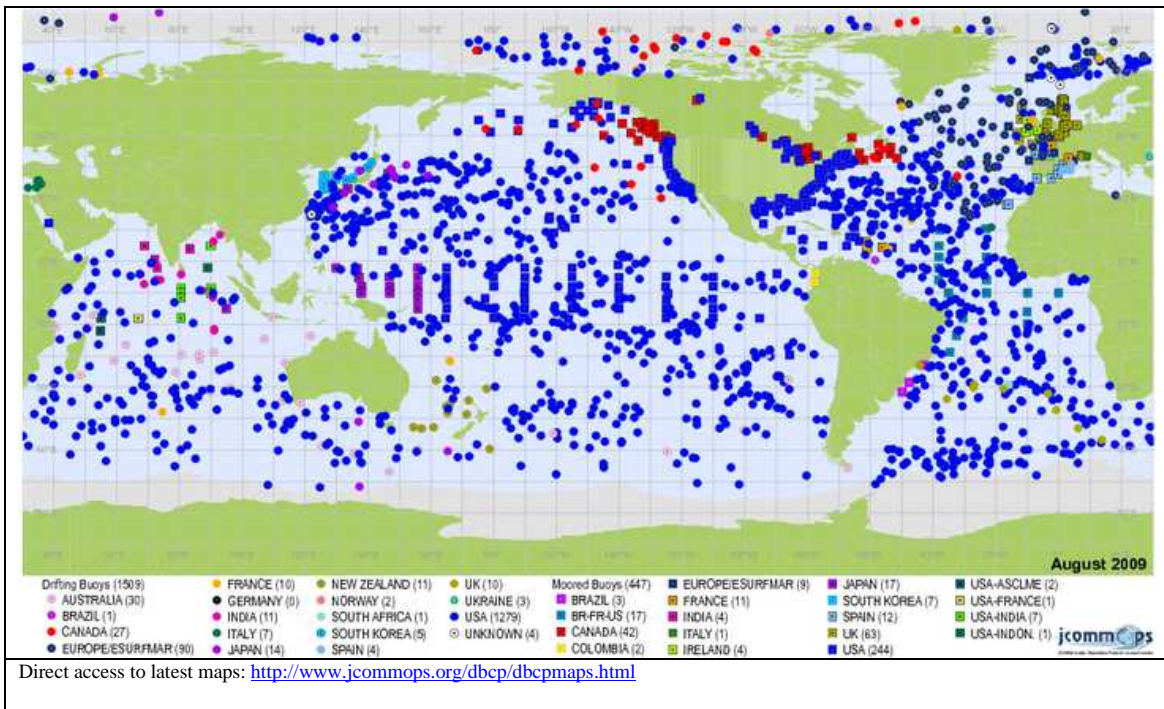 August 2009
Drifting Buoys (1509)
AUSTRALIA (30)
BRAZIL (1)
CANADA (27)
EUROPE/ESURFMAR (90)
FRANCE (10)
GERMANY (0)
INDIA (11)
ITALY (7)
JAPAN (14)
NEW ZEALAND (11)
NORWAY (2)
SOUTH AFRICA (1)
SOUTH KOREA (5)
SPAIN (4)
UK (10)
UKRAINE (3)
USA (1279)
UNKNOWN (4)
Moored Buoys (447)
BRAZIL (3)
BR-FR-US (17)
CANADA (42)
COLOMBIA (2)
EUROPE/ESURFMAR (9)
FRANCE (11)
INDIA (4)
ITALY (1)
IRELAND (4)
JAPAN (17)
SOUTH KOREA (7)
SPAIN (12)
UK (63)
USA (244)
USA-ASCLME (2)
USA-FRANCE(1)
USA-INDIA (7)
USA-INDON. (1)
jcommops
Direct access to latest maps: http://www.jcommops.org/dbcp/dbcpmaps.html